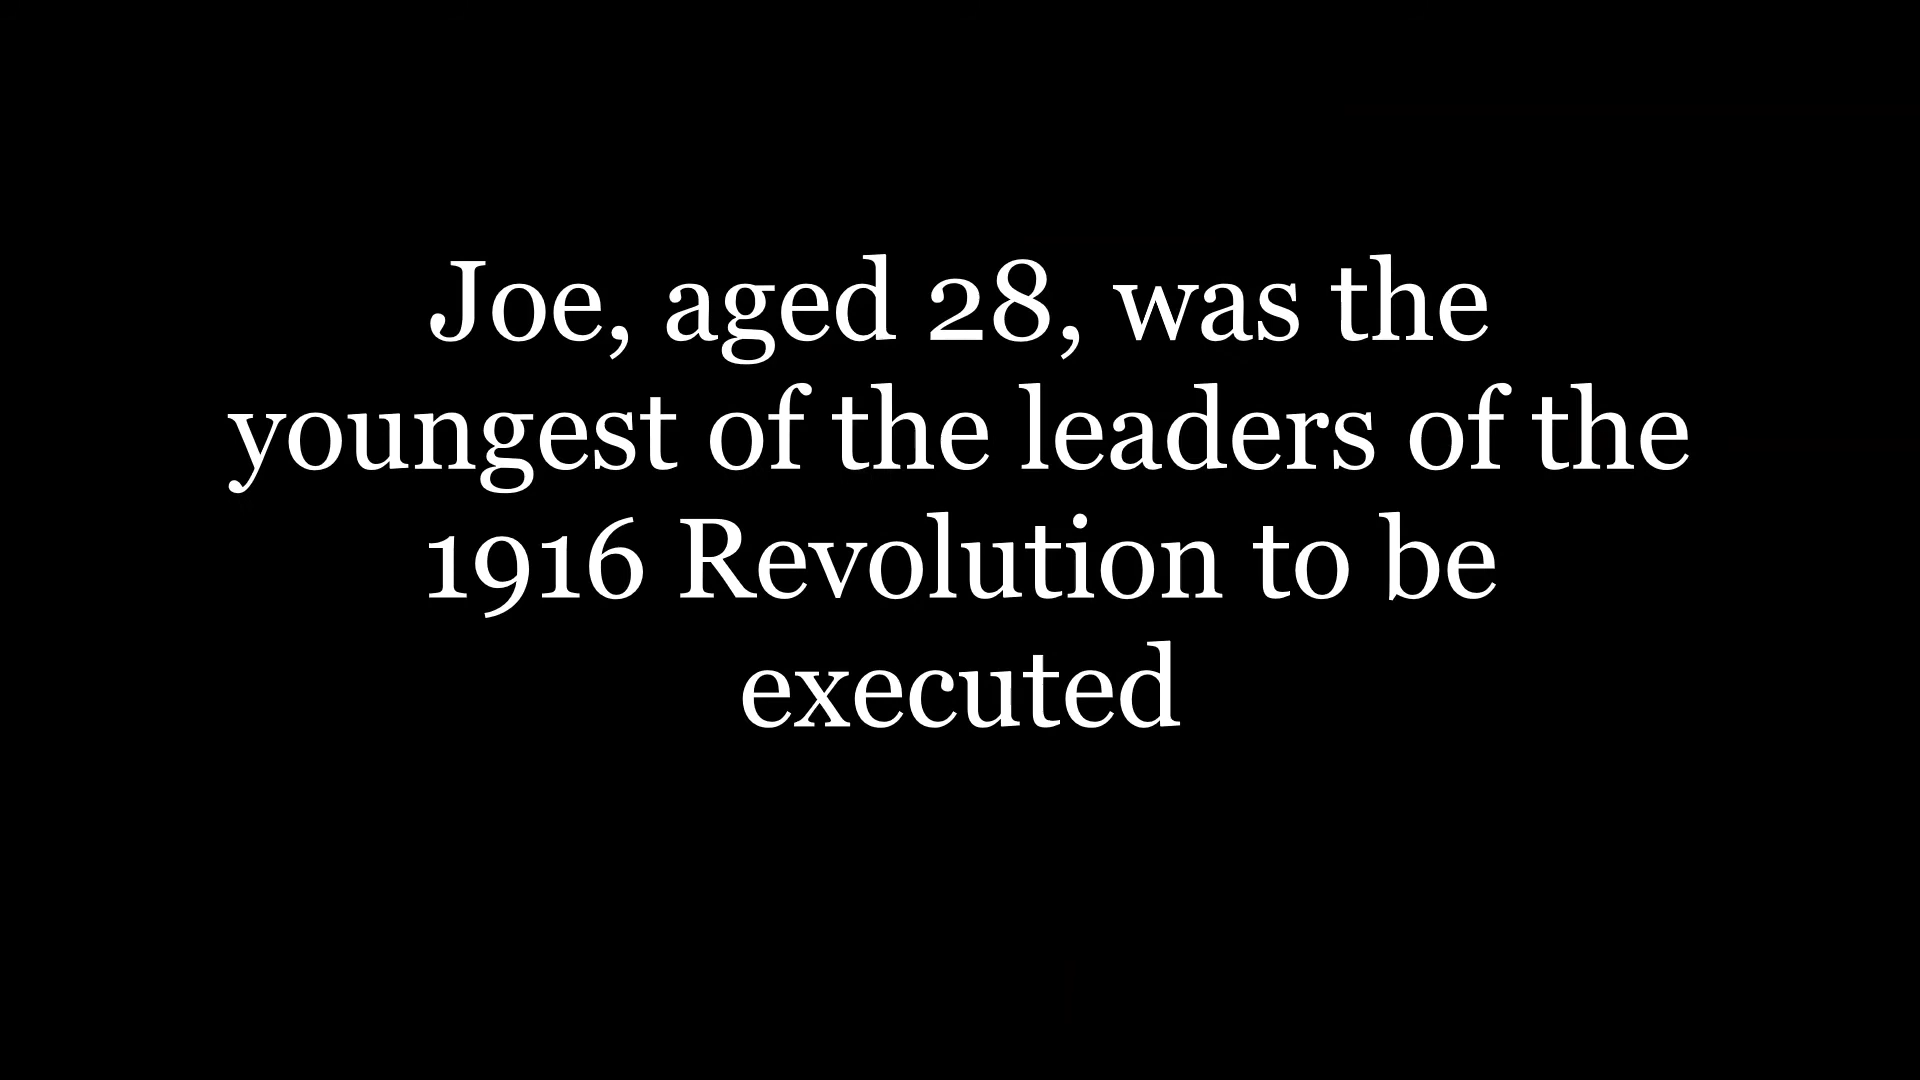 Joe, aged 28, was the
youngest of the leaders of the
1916 Revolution to be
executed